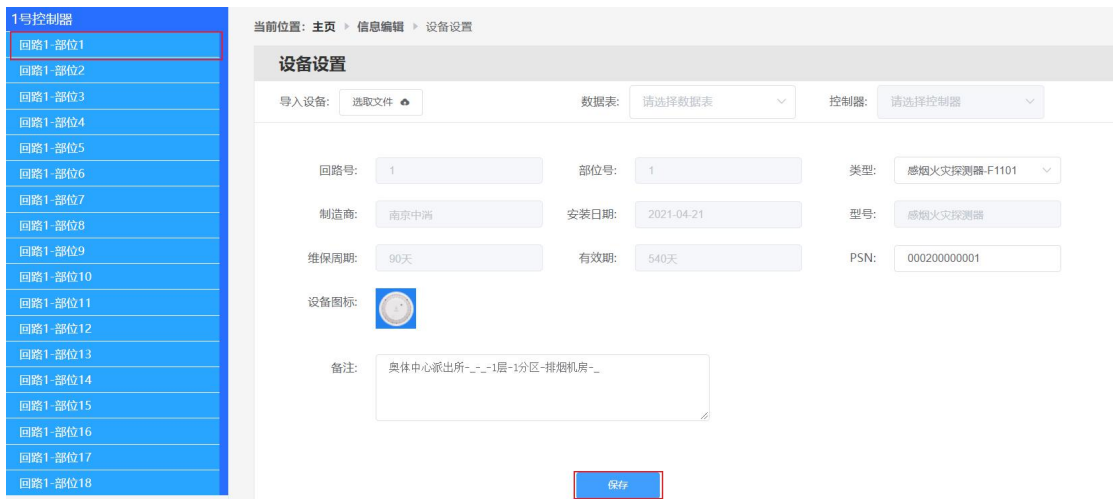 1号控制器
回路1-部位1
回路1-部位2
回路1-部位3
回路1-部位4
回路1-部位5
回路1-部位6
回路1-部位7
回路1-部位8
回路1-部位9
回路1-部位10
回路1-部位11
回路1-部位12
回路1-部位13
回路1-部位14
回路1-部位15
回路1-部位16
回路1-部位17
回路1-部位18
当前位置: 主页 信息编辑 设备设置
设备设置
导入设备: 选取文件 数据表: 请选择数据表 控制器: 请选择控制器
回路号: 1 部位号: 1 类型: 感烟火灾探测器-F1101
制造商: 南京中消 安装日期: 2021-04-21 型号: 感烟火灾探测器
维保周期: 90天 有效期: 540天 PSN: 000200000001
设备图标:
备注: 奥体中心派出所-_-_-1层-1分区-排烟机房-_
保存